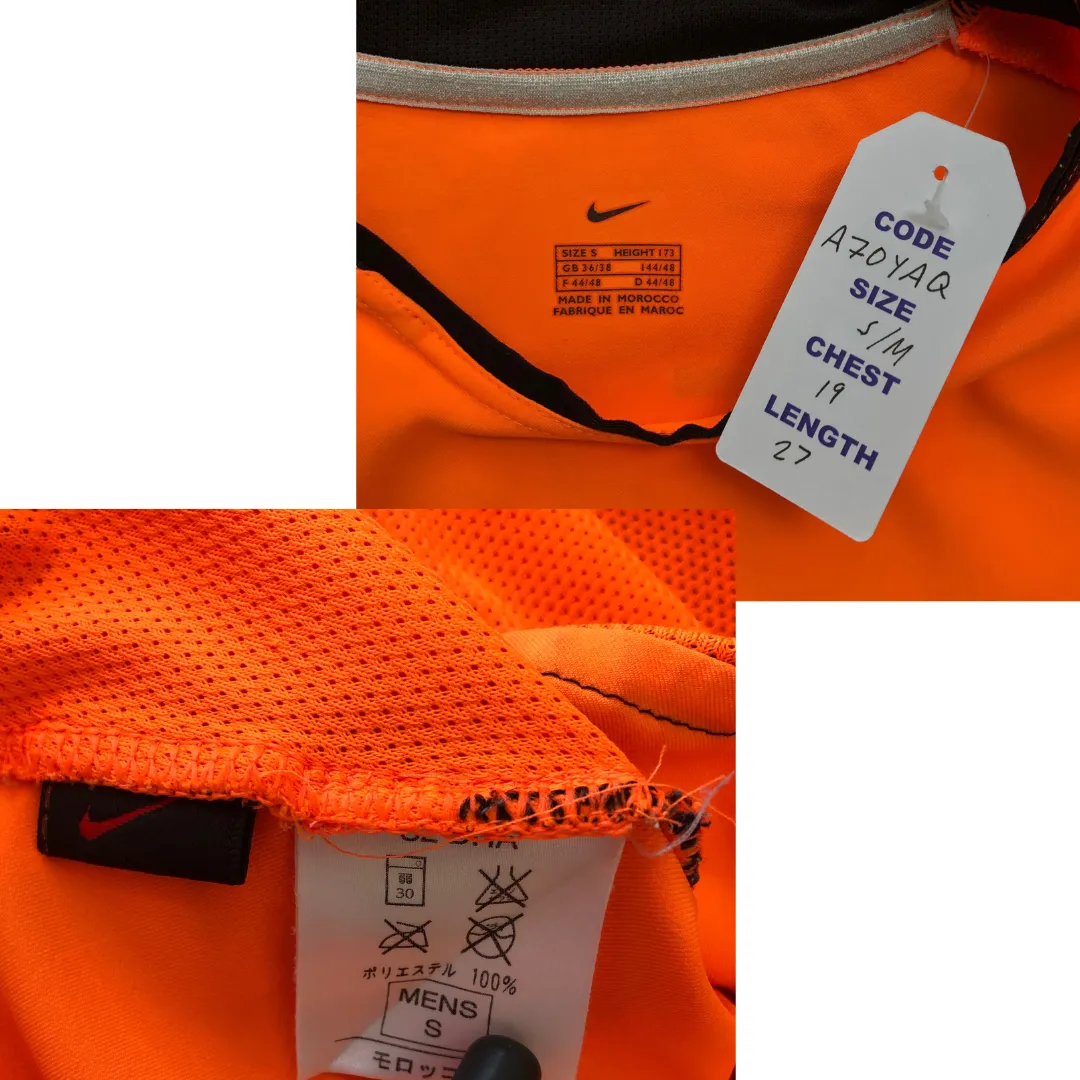 SIZE S HEIGHT 173
GB 36/38 I 44/48
F 44/48 D 44/48
MADE IN MOROCCO
FABRIQUE EN MAROC
CODE
A70YAQ
SIZE
S/M
CHEST
19
LENGTH
27
30
ポリエステル 100%
MENS
S